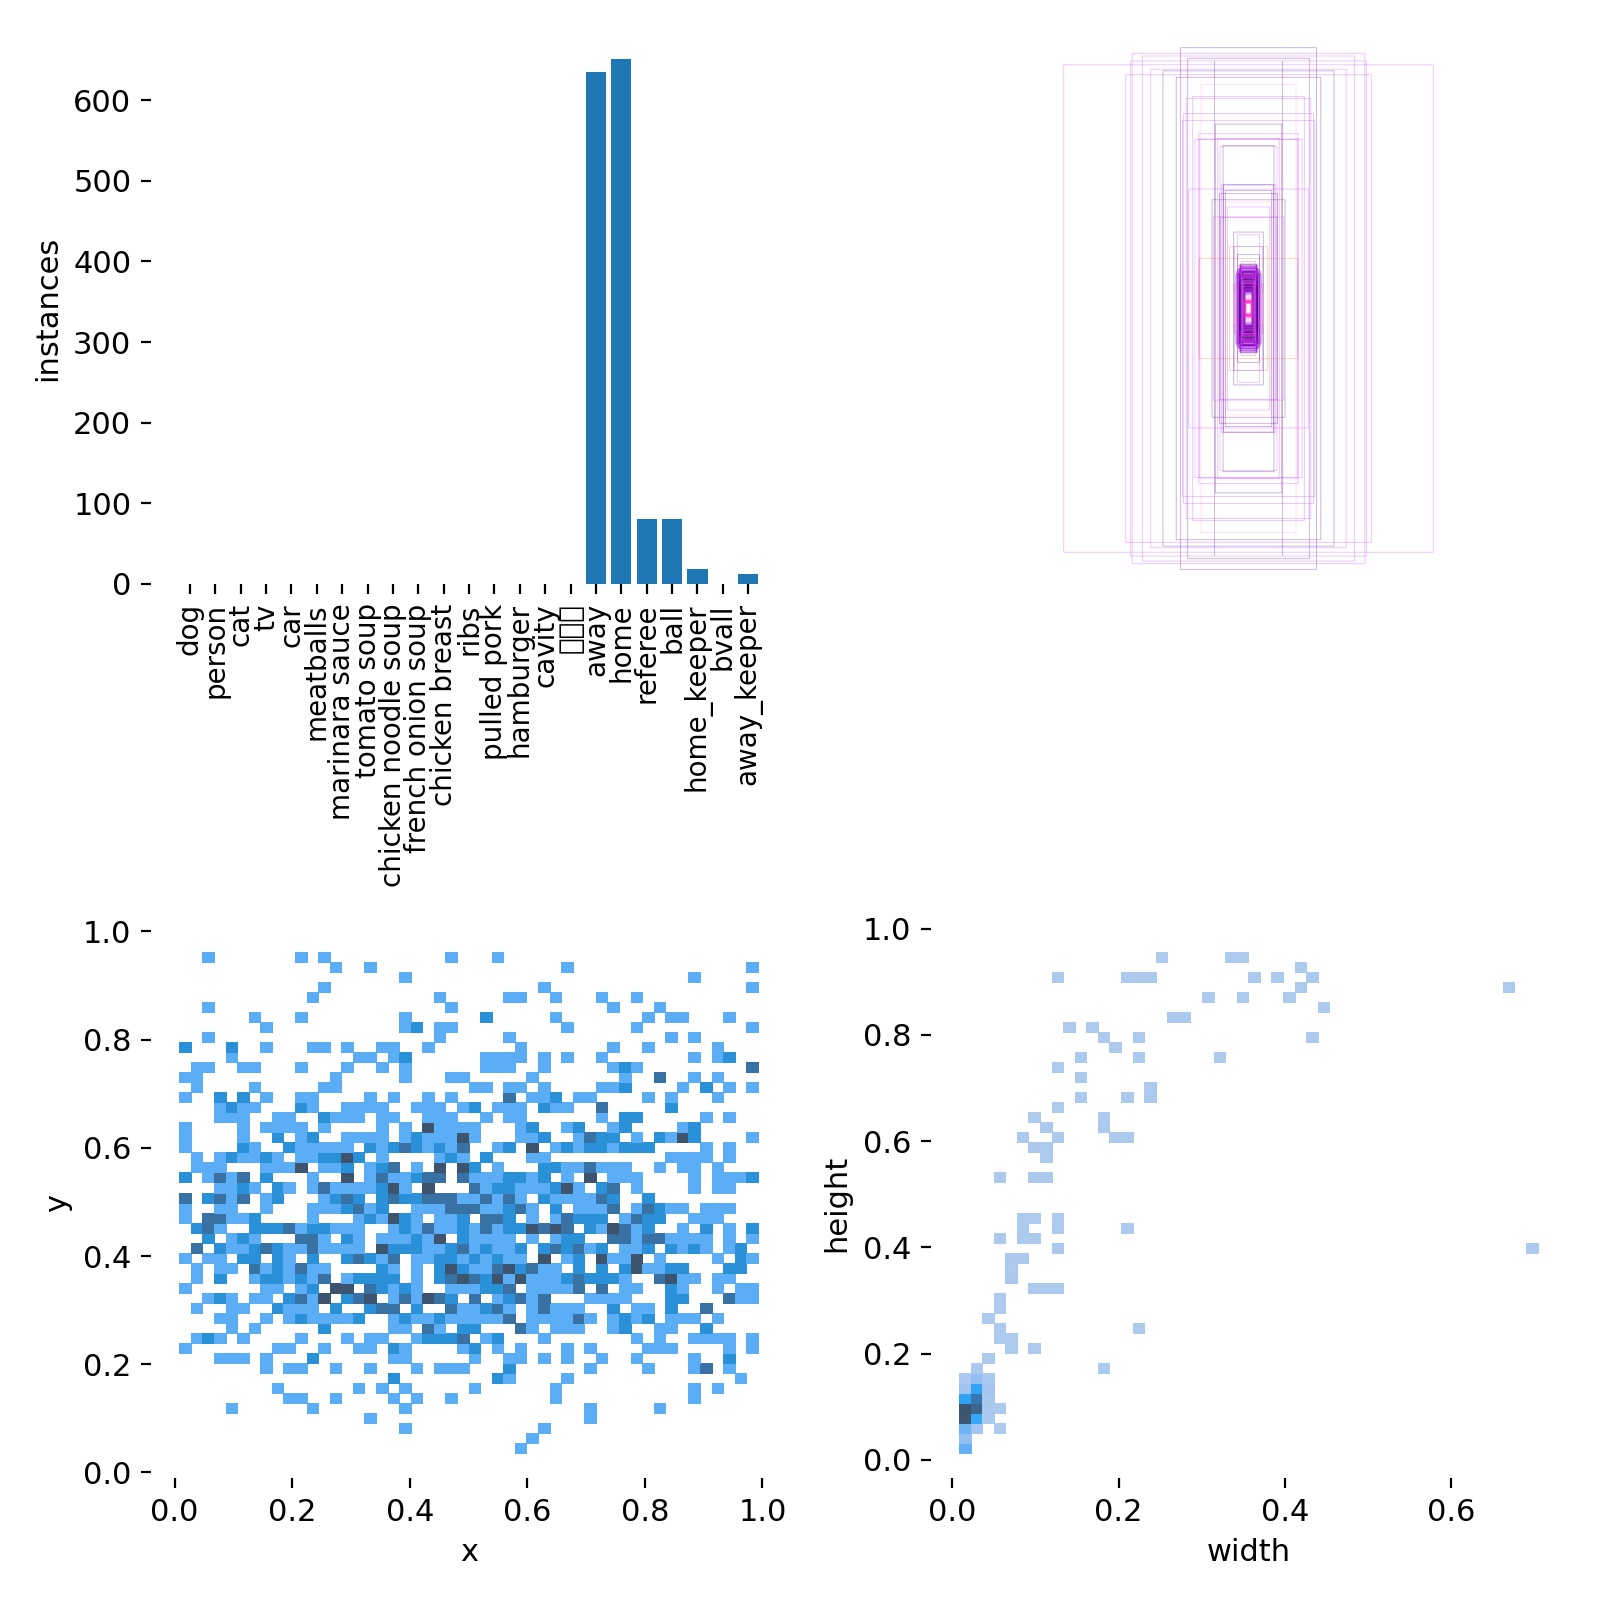 instances
600
500
400
300
200
100
0
dog
person
cat
tv
car
meatballs
marinara sauce
tomato soup
chicken noodle soup
french onion soup
chicken breast
ribs
pulled pork
hamburger
cavity
□□□
away
home
referee
ball
home_keeper
bvall
away_keeper
y
1.0
0.8
0.6
0.4
0.2
0.0
0.0 0.2 0.4 0.6 0.8 1.0
x
height
1.0
0.8
0.6
0.4
0.2
0.0
0.0 0.2 0.4 0.6
width